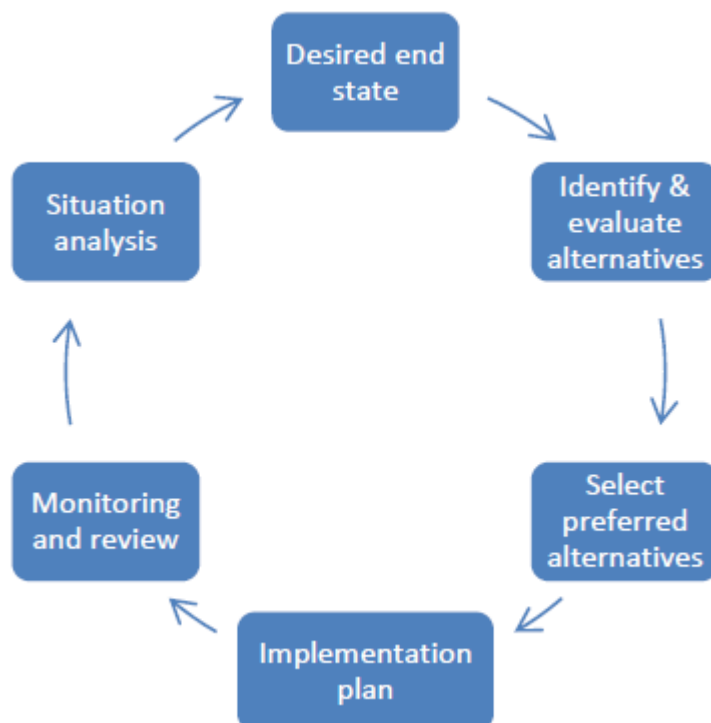 Desired end
state
Identify &
evaluate
alternatives
Select
preferred
alternatives
Implementation
plan
Monitoring
and review
Situation
analysis